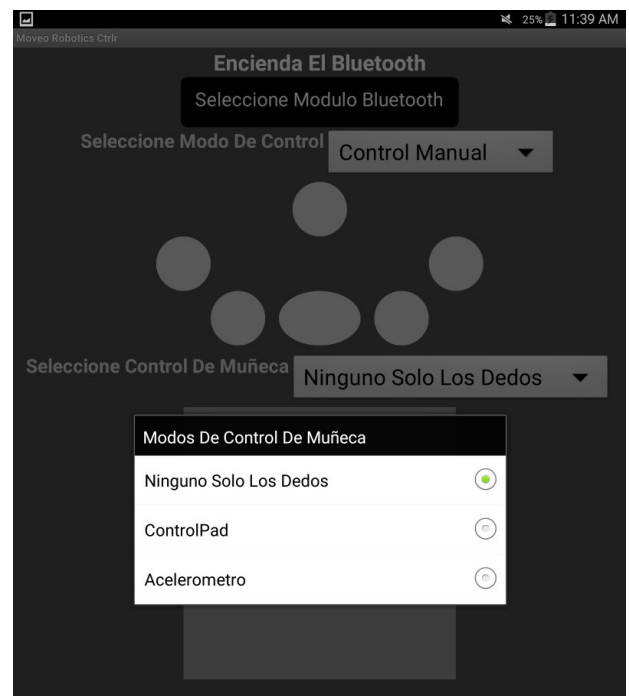 25% 11:39 AM
Moveo Robotics Ctrlr
Encienda El Bluetooth
Seleccione Modulo Bluetooth
Seleccione Modo De Control Control Manual
Seleccione Control De Muñeca Ninguno Solo Los Dedos
Modos De Control De Muñeca
Ninguno Solo Los Dedos
ControlPad
Acelerometro